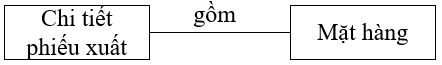 Chi tiết
phiếu xuất
gồm
Mặt hàng